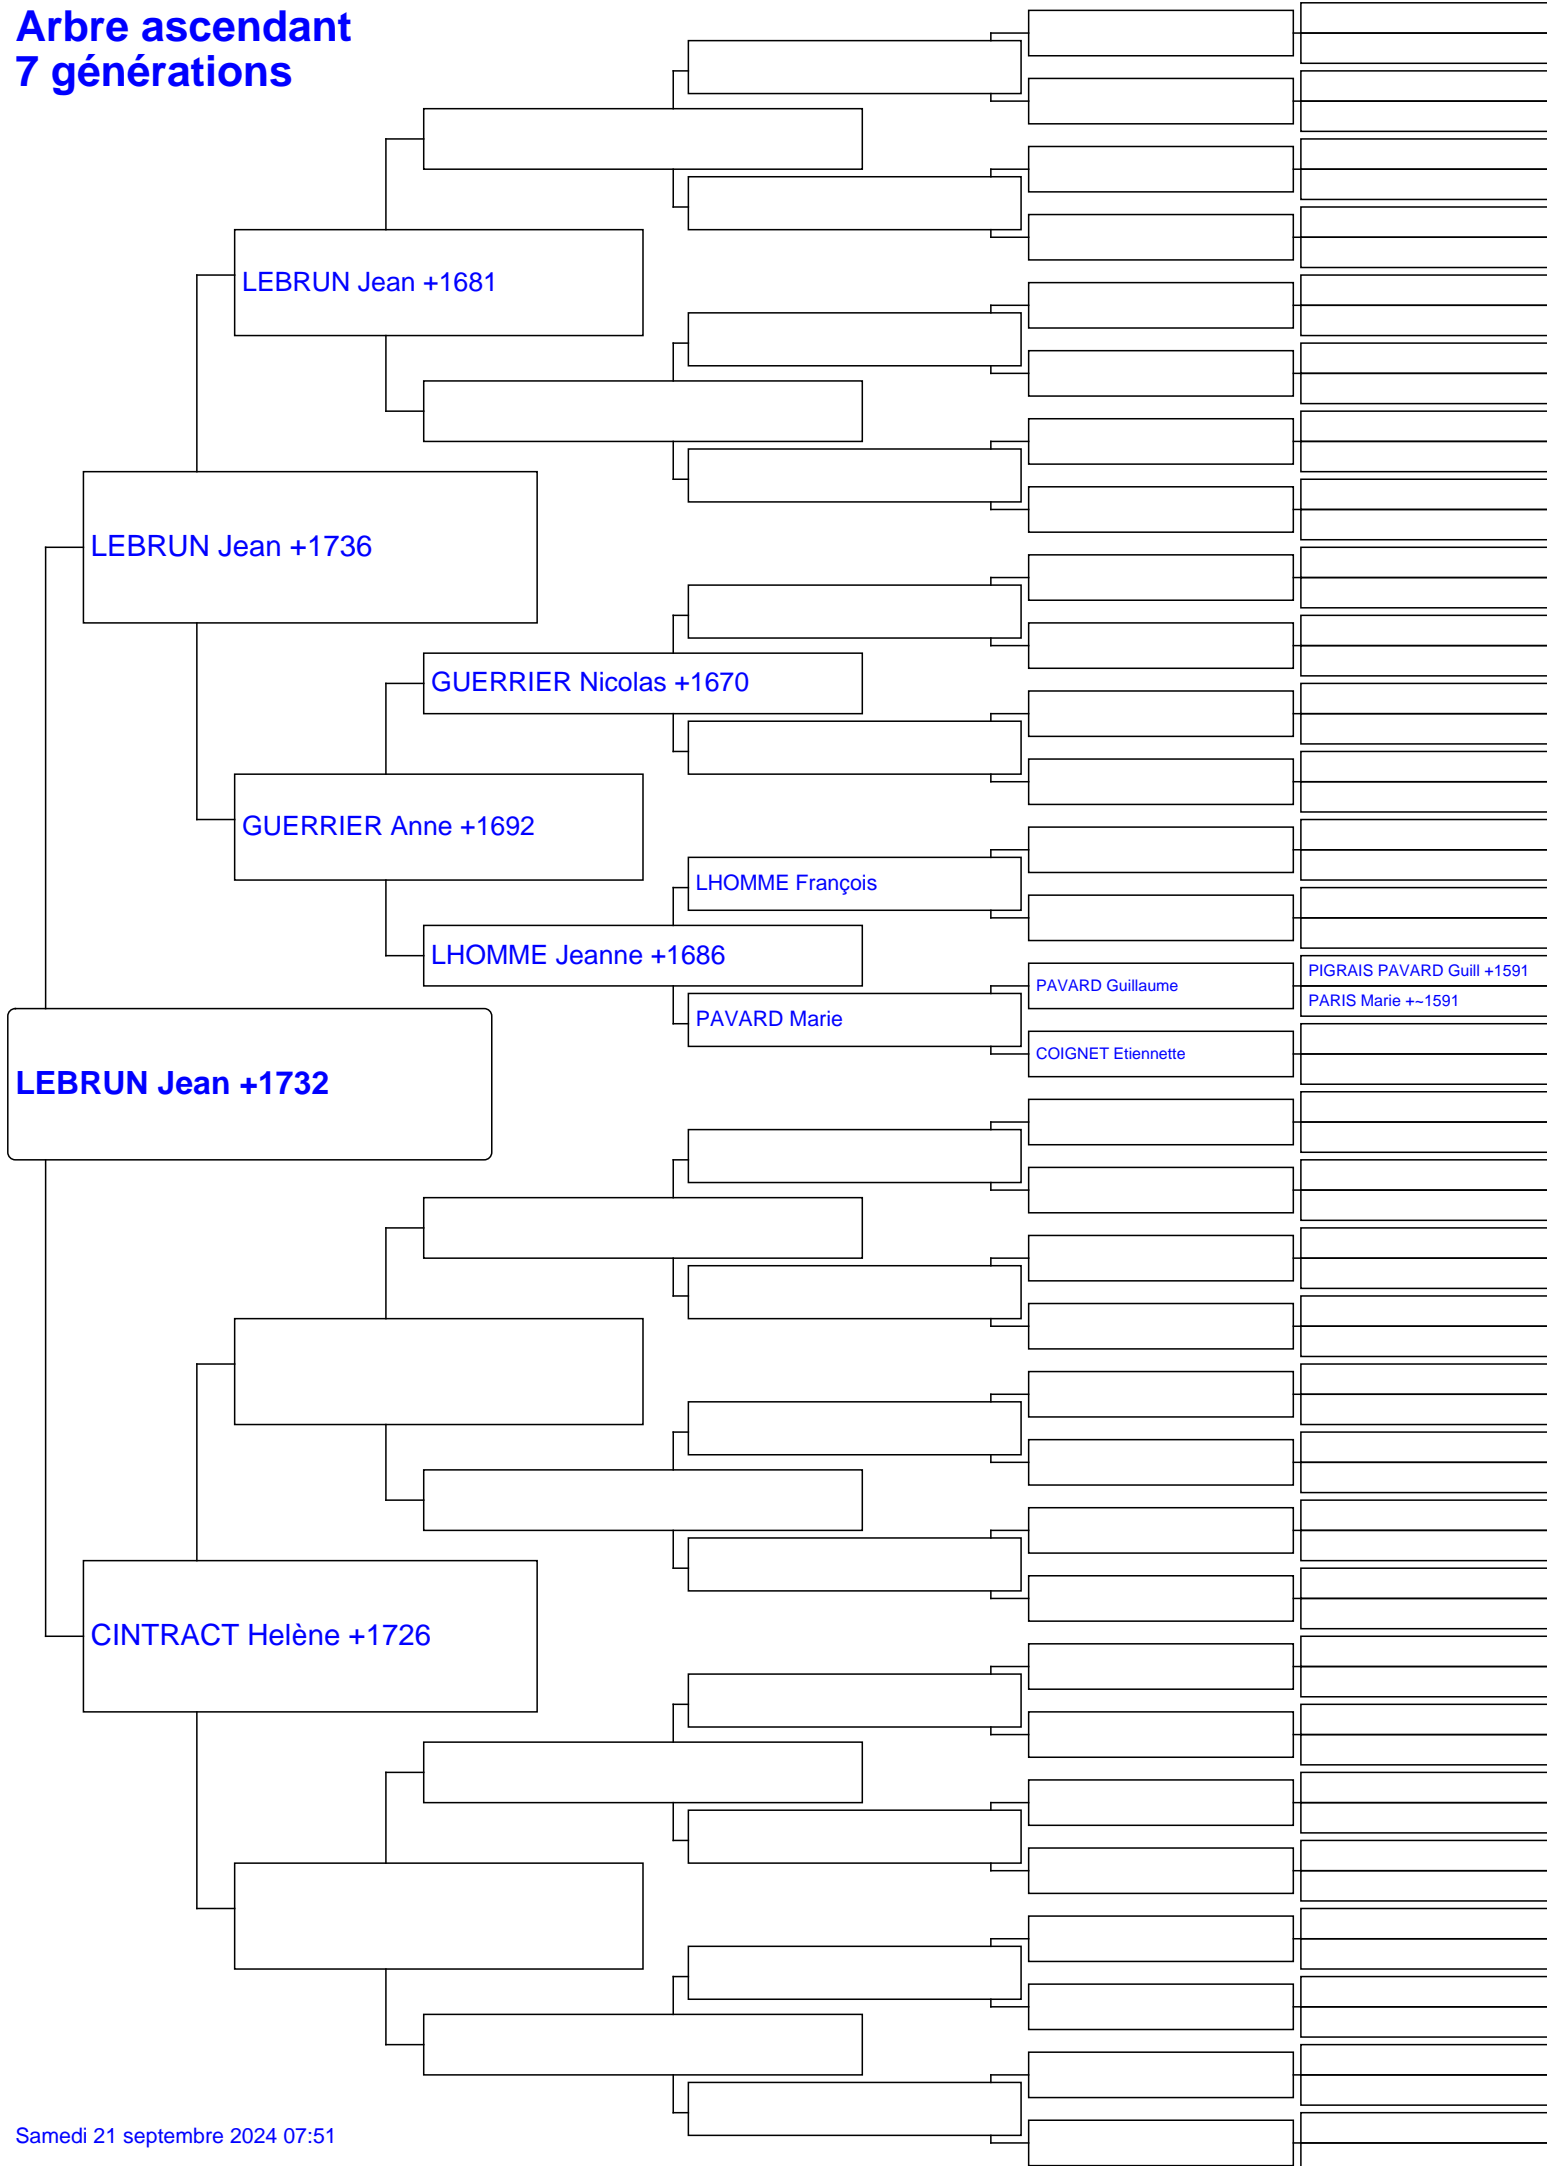 Arbre ascendant
7 générations
LEBRUN Jean +1681
LEBRUN Jean +1736
GUERRIER Nicolas +1670
GUERRIER Anne +1692
LHOMME François
LHOMME Jeanne +1686
PAVARD Guillaume
PIGRAIS PAVARD Guill +1591
PARIS Marie +~1591
PAVARD Marie
COIGNET Etiennette
LEBRUN Jean +1732
CINTRACT Helène +1726
Samedi 21 septembre 2024 07:51